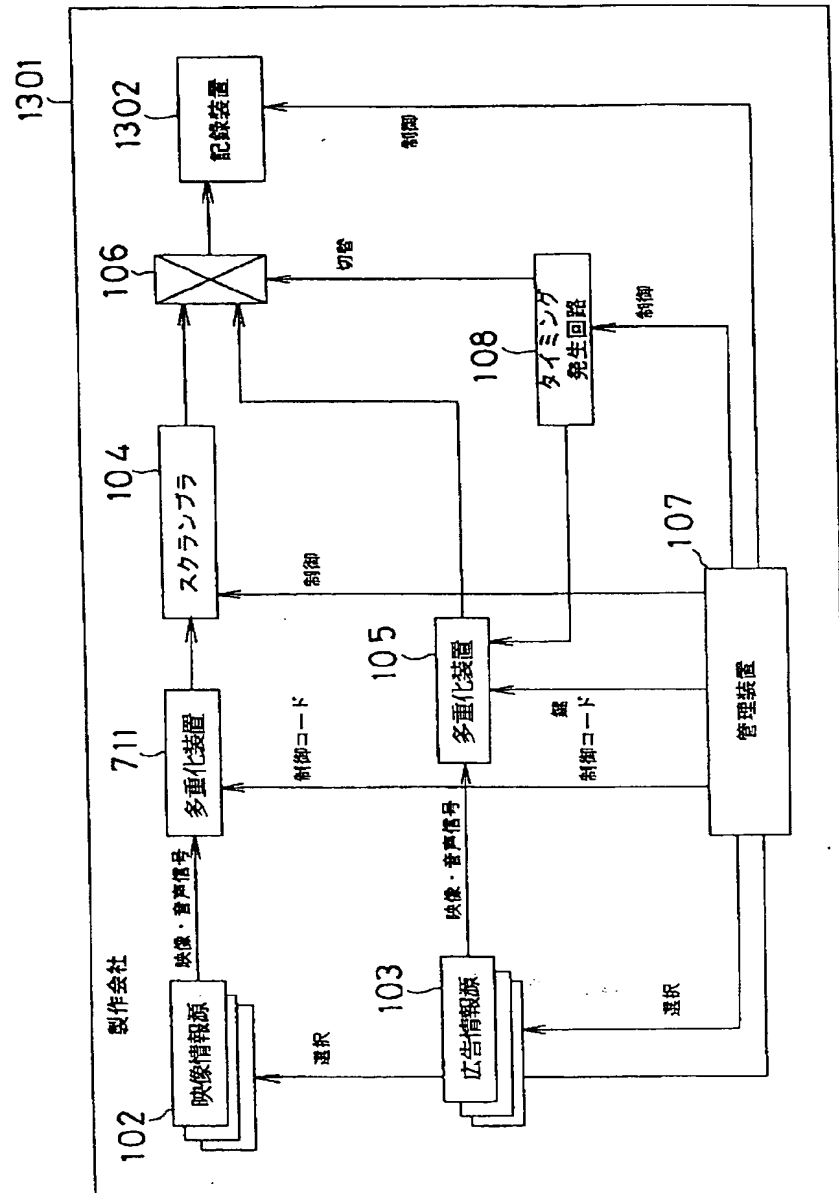 1301
製作会社
102
映像情報源
映像・音声信号
711
多重化装置
104
スクランブラ
106
1302
記録装置
選択
制御コード
制御
切替
制御
103
広告情報源
映像・音声信号
105
多重化装置
108
タイミング
発生回路
選択
鍵
制御コード
制御
107
管理装置